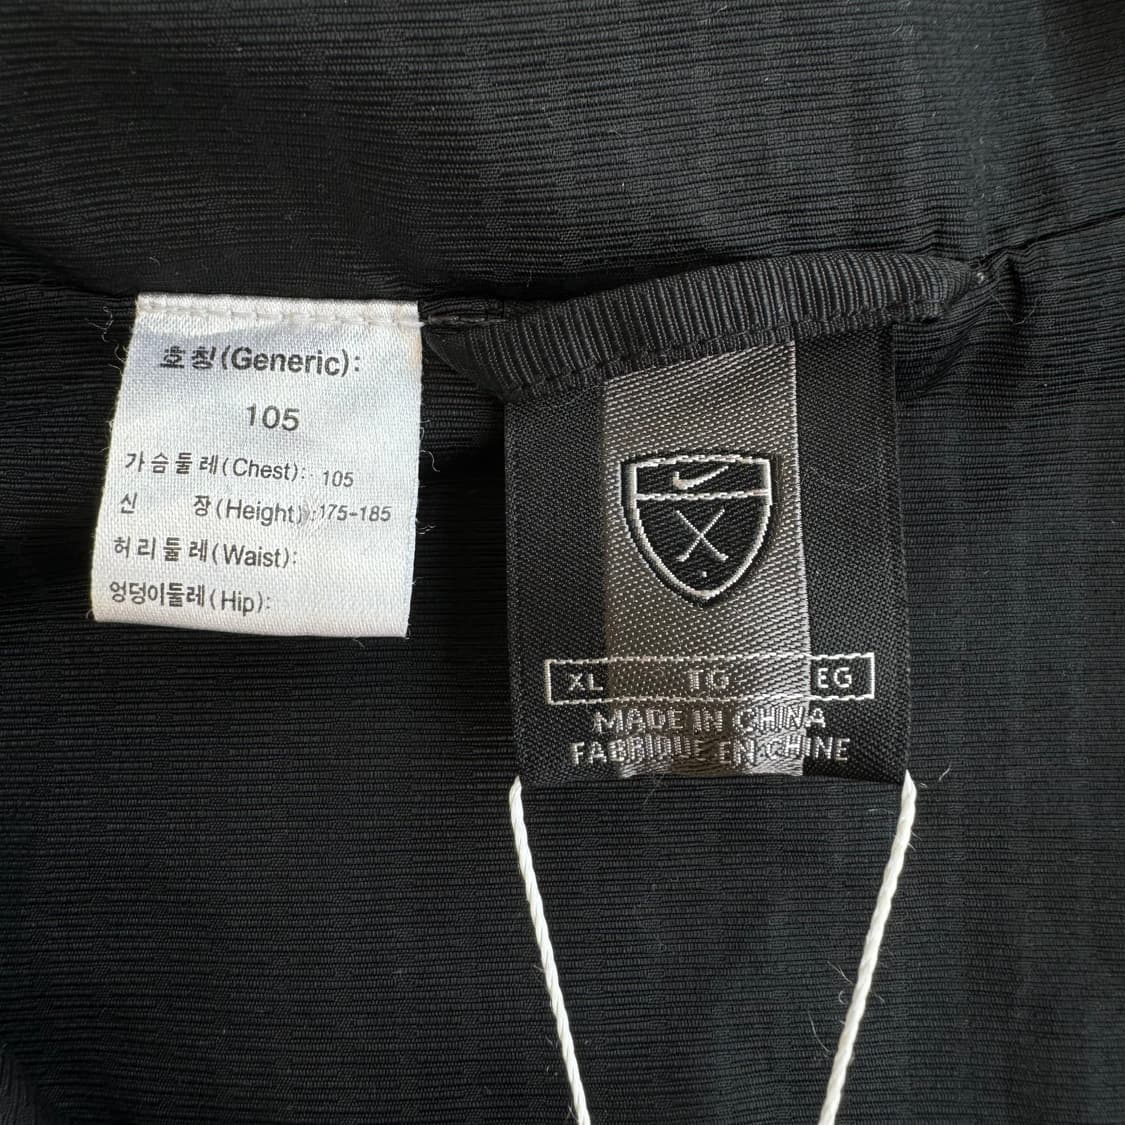 호칭(Generic):
105
가슴둘레(Chest): 105
신 장(Height):175-185
허리둘레(Waist):
엉덩이둘레(Hip):
XL TG EG
MADE IN CHINA
FABRIQUE EN CHINE